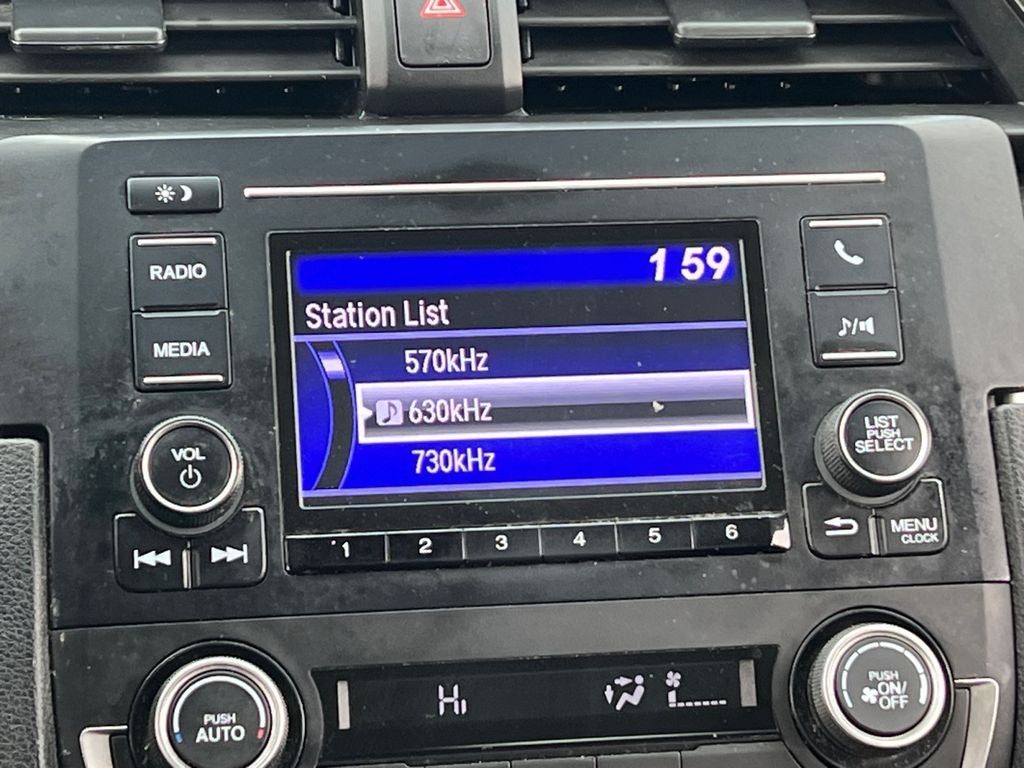 1 59
RADIO
Station List
MEDIA
570kHz
630kHz
730kHz
VOL
LIST
PUSH
SELECT
1 2 3 4 5 6
MENU
CLOCK
PUSH
AUTO
Hi
PUSH
ON/
OFF